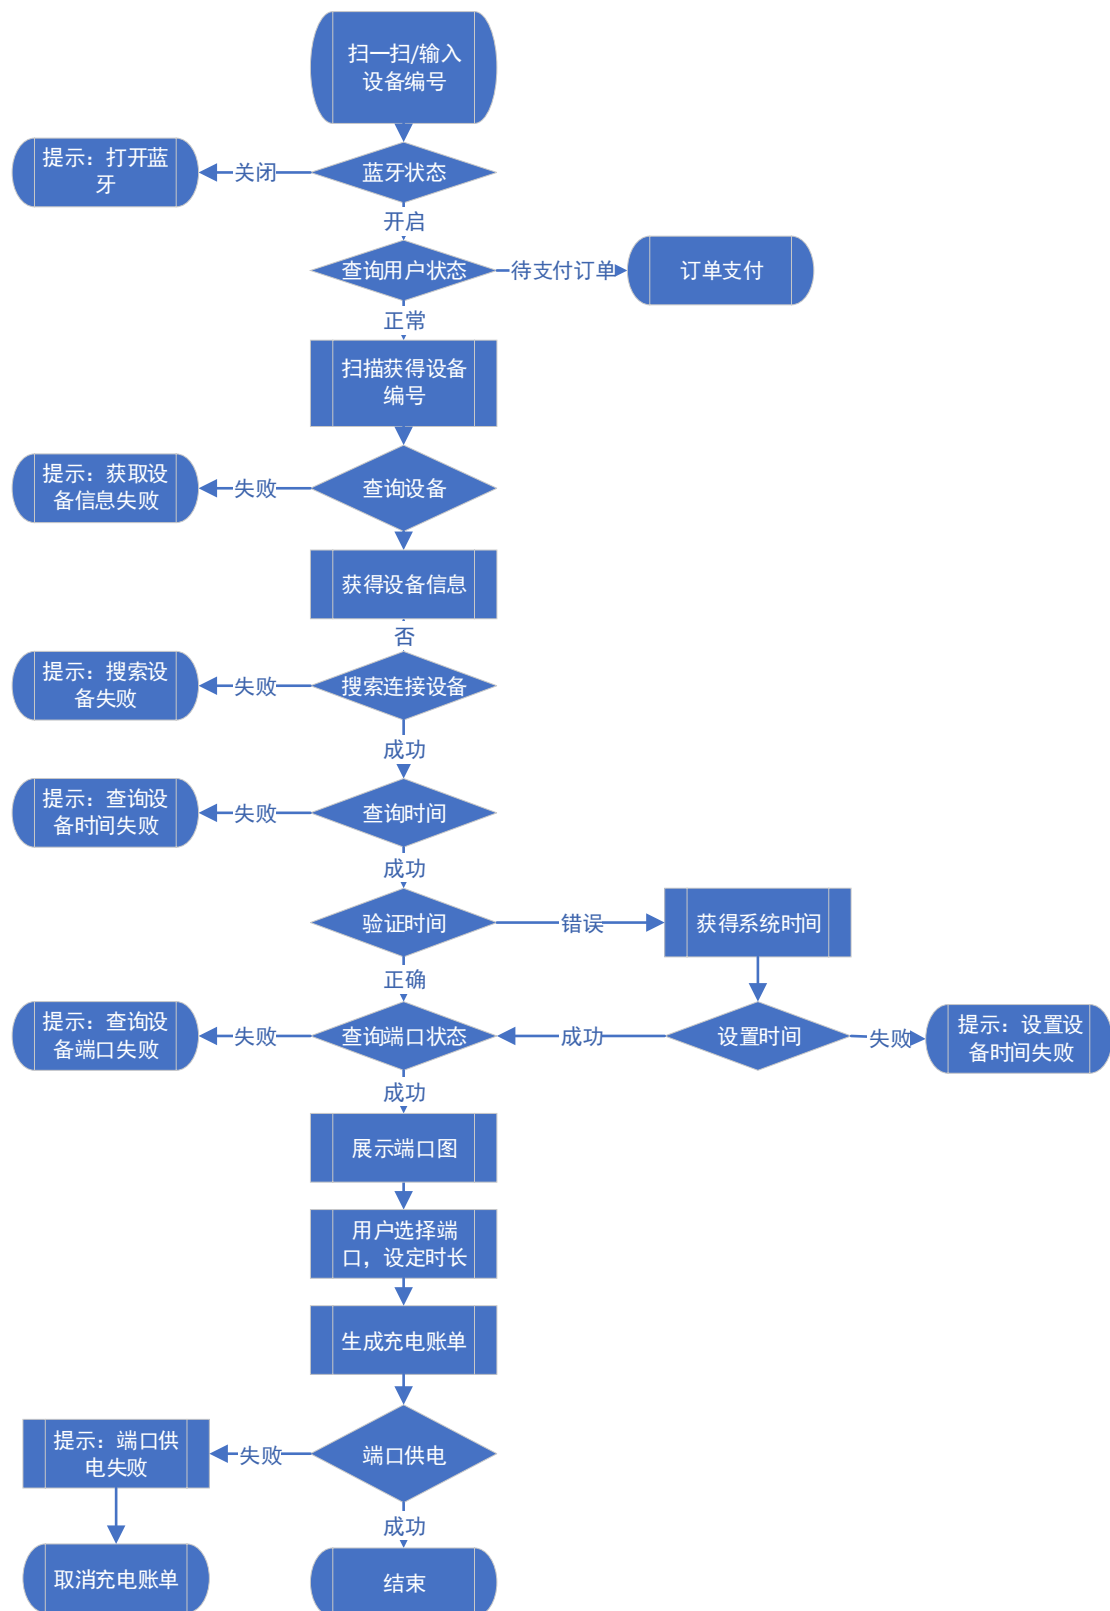 扫一扫/输入
设备编号
提示：打开蓝
牙
关闭
蓝牙状态
开启
查询用户状态
待支付订单
订单支付
正常
扫描获得设备
编号
提示：获取设
备信息失败
失败
查询设备
获得设备信息
否
提示：搜索设
备失败
失败
搜索连接设备
成功
提示：查询设
备时间失败
失败
查询时间
成功
验证时间
错误
获得系统时间
正确
提示：查询设
备端口失败
失败
查询端口状态
成功
设置时间
失败
提示：设置设
备时间失败
成功
展示端口图
用户选择端
口，设定时长
生成充电账单
提示：端口供
电失败
失败
端口供电
成功
取消充电账单
结束